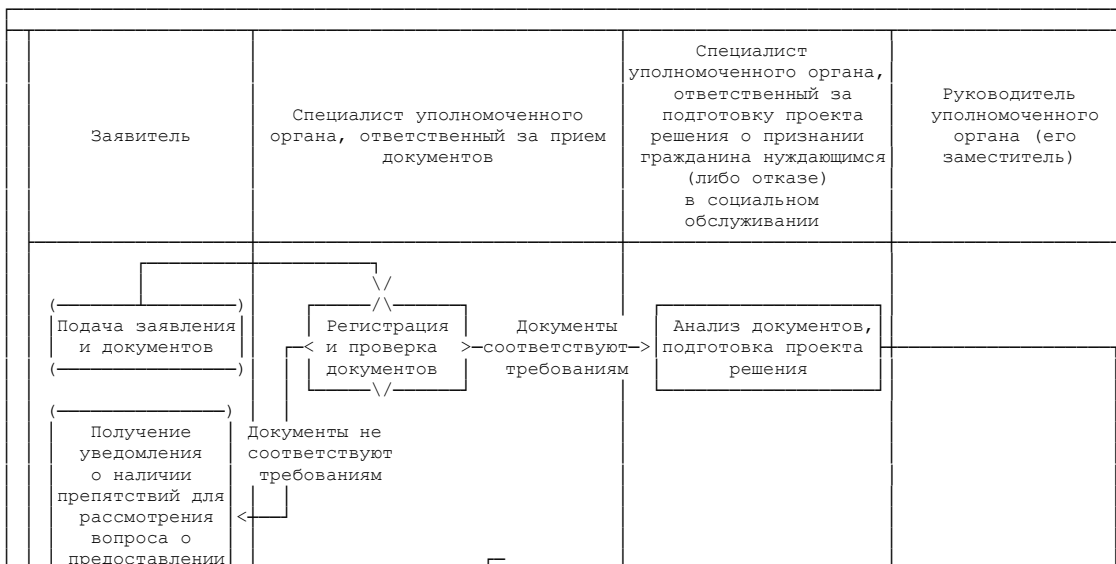 Заявитель
Специалист уполномоченного
органа, ответственный за прием
документов
Специалист
уполномоченного органа,
ответственный за
подготовку проекта
решения о признании
гражданина нуждающимся
(либо отказе)
в социальном
обслуживании
Руководитель
уполномоченного
органа (его
заместитель)
Подача заявления
и документов
Регистрация
и проверка
документов
Документы
соответствуют
требованиям
Анализ документов,
подготовка проекта
решения
Получение
уведомления
о наличии
препятствий для
рассмотрения
вопроса о
предоставлении
Документы не
соответствуют
требованиям